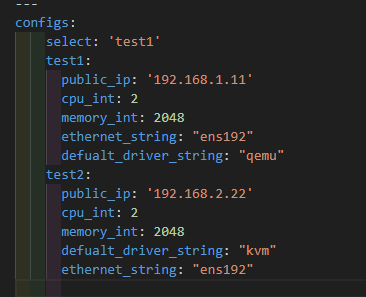 ---
configs:
    select: 'test1'
    test1:
      public_ip: '192.168.1.11'
      cpu_int: 2
      memory_int: 2048
      ethernet_string: "ens192"
      defualt_driver_string: "qemu"
    test2:
      public_ip: '192.168.2.22'
      cpu_int: 2
      memory_int: 2048
      defualt_driver_string: "kvm"
      ethernet_string: "ens192"